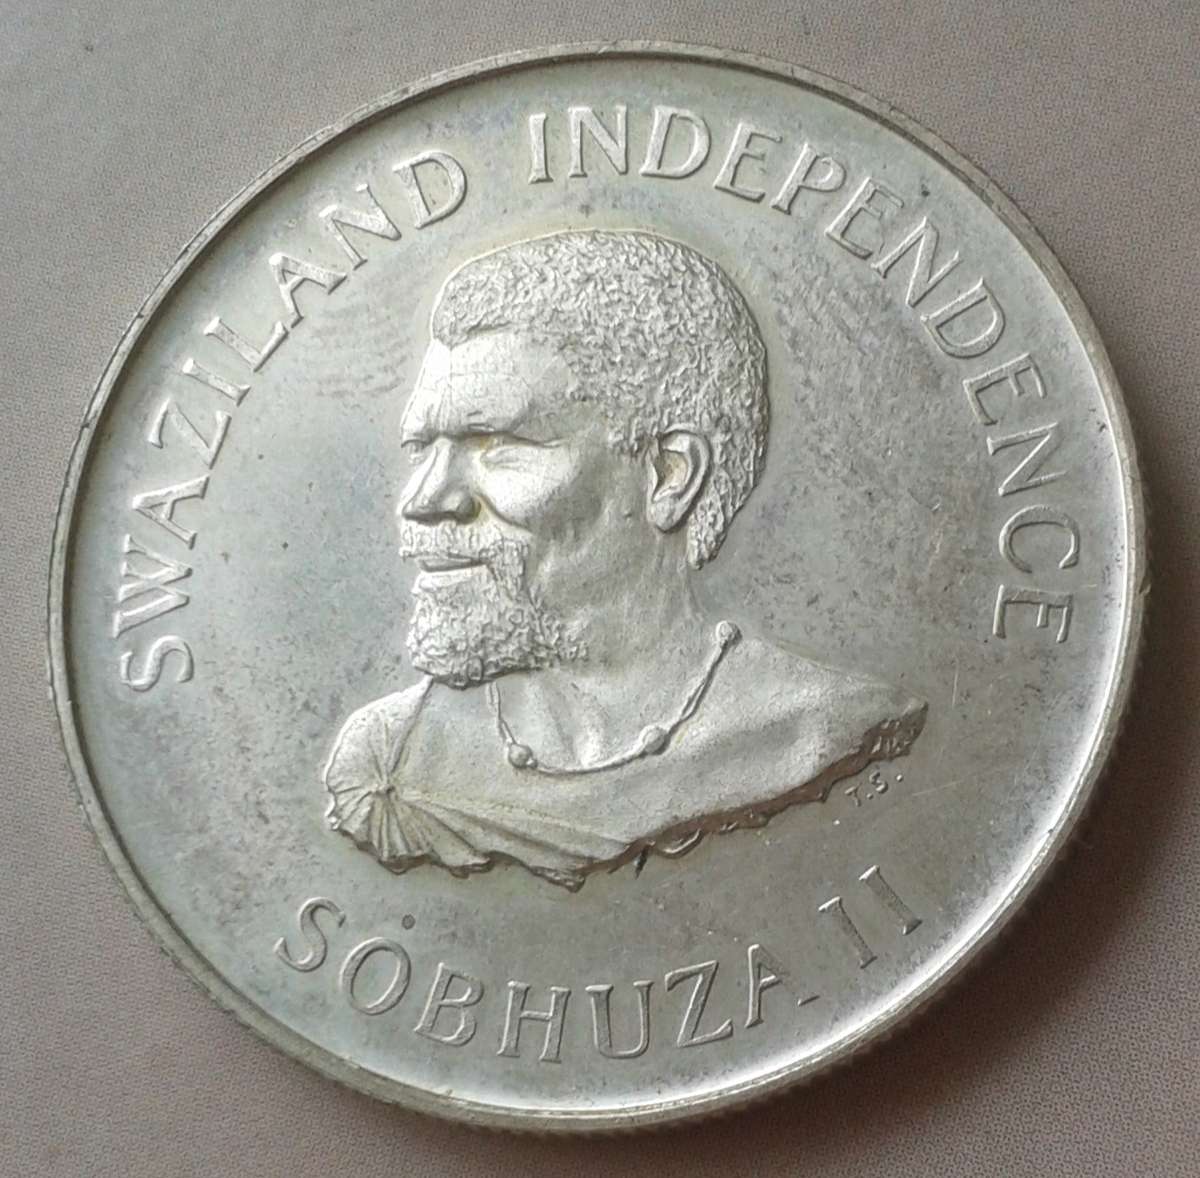 SWAZILAND INDEPENDENCE
T.S.
SOBHUZA II